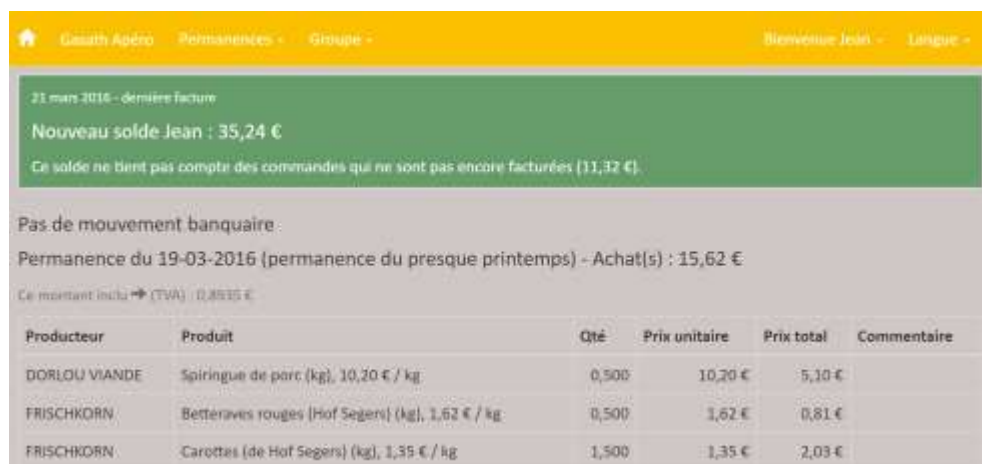 Gasath Apéro Permanences Groupe Bienvenue Jean Langue
21 mars 2016 - dernière facture
Nouveau solde Jean : 35,24 €
Ce solde ne tient pas compte des commandes qui ne sont pas encore facturées (11,32 €).
Pas de mouvement banquaire
Permanence du 19-03-2016 (permanence du presque printemps) - Achat(s) : 15,62 €
Ce montant inclu ➔ (TVA) : 0,8935 €
Producteur Produit Qté Prix unitaire Prix total Commentaire
DORLOU VIANDE Spiringue de porc (kg), 10,20 € / kg 0,500 10,20 € 5,10 €
FRISCHKORN Betteraves rouges (Hof Segers) (kg), 1,62 € / kg 0,500 1,62 € 0,81 €
FRISCHKORN Carottes (de Hof Segers) (kg), 1,35 € / kg 1,500 1,35 € 2,03 €